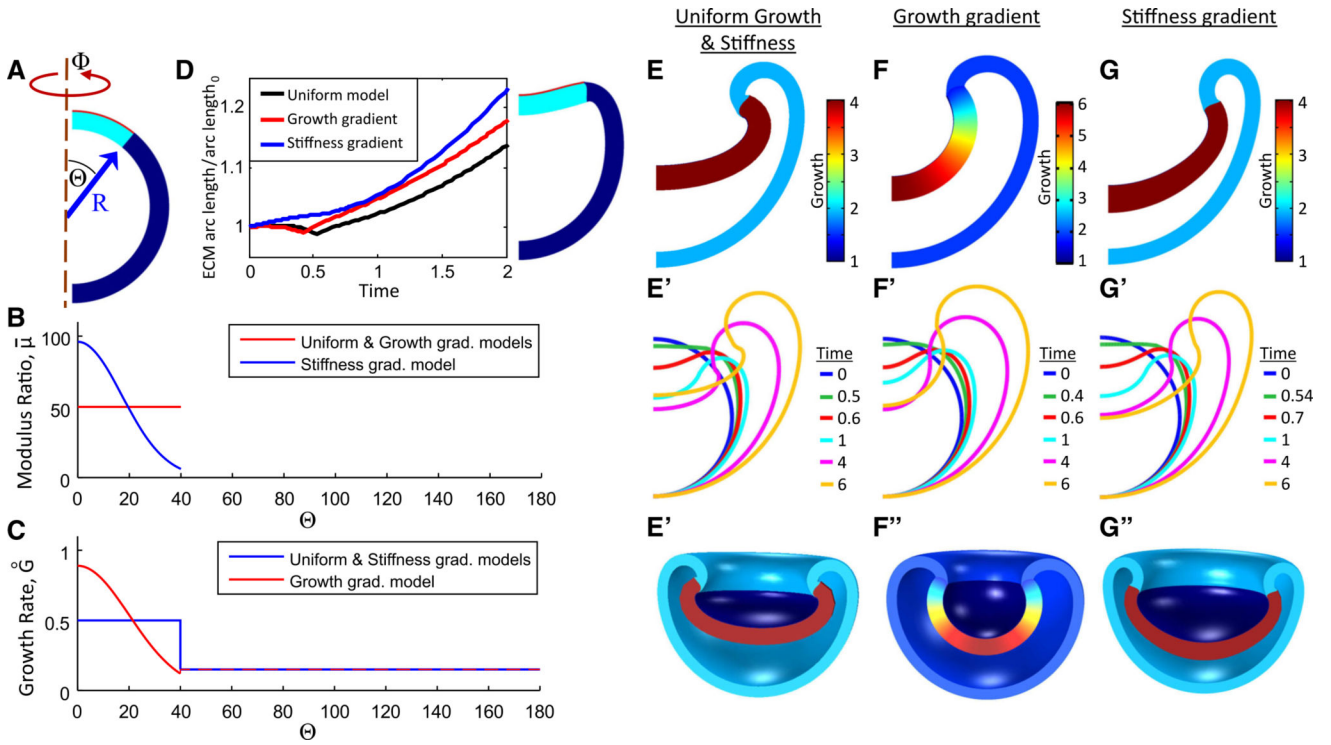 A
Φ
Θ
R
D
ECM arc length/arc length₀
1.2
1.1
1
Uniform model
Growth gradient
Stiffness gradient
0
0.5
1.0
1.5
2
Time
B
Modulus Ratio, μ̄
100
50
0
Uniform & Growth grad. models
Stiffness grad. model
0 20 40 60 80 100 120 140 160 180
Θ
C
Growth Rate, G̊
1
0.5
0
Uniform & Stiffness grad. models
Growth grad. model
0 20 40 60 80 100 120 140 160 180
Θ
Uniform Growth
& Stiffness
Growth gradient
Stiffness gradient
E
4
3
2
1
Growth
F
6
5
4
3
2
1
Growth
G
4
3
2
1
Growth
E'
Time
0
0.5
0.6
1
4
6
F'
Time
0
0.4
0.6
1
4
6
G'
Time
0
0.54
0.7
1
4
6
E'
F"
G"